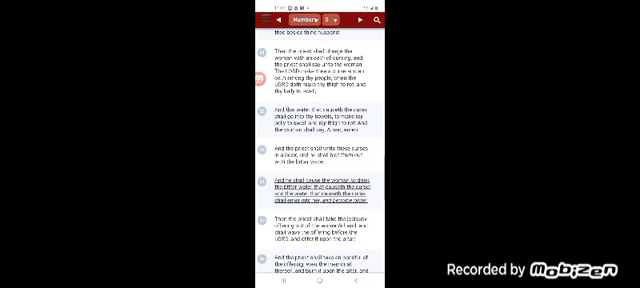 Numbers 5
thee beside thine husband:
Then the priest shall charge the
woman with an oath of cursing, and
the priest shall say unto the woman,
The LORD make thee a curse and an
oath among thy people, when the
LORD doth make thy thigh to rot, and
thy belly to swell;
And this water that causeth the curse
shall go into thy bowels, to make thy
belly to swell, and thy thigh to rot: And
the woman shall say, Amen, amen.
And the priest shall write these curses
in a book, and he shall blot them out
with the bitter water:
And he shall cause the woman to drink
the bitter water that causeth the curse:
and the water that causeth the curse
shall enter into her, and become bitter.
Then the priest shall take the jealousy
offering out of the woman's hand, and
shall wave the offering before the
LORD, and offer it upon the altar:
And the priest shall take an handful of
the offering, even the memorial
thereof, and burn it upon the altar, and
Recorded by mobizen